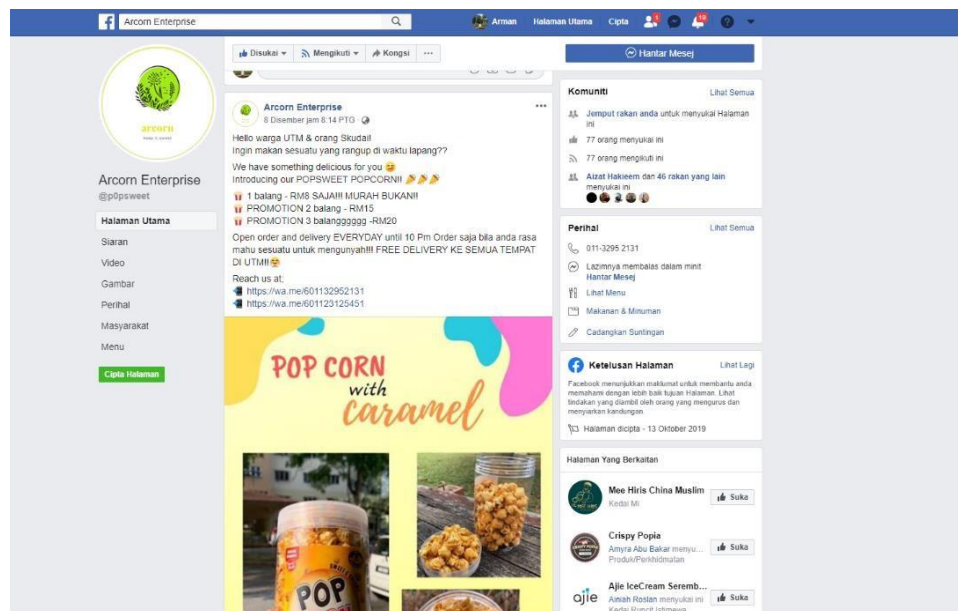 Arcorn Enterprise
Arman Halaman Utama Cipta 1 19
Disukai Mengikuti Kongsi ...
Hantar Mesej
arcorn
Arcorn Enterprise
@p0psweet
Halaman Utama
Siaran
Video
Gambar
Perihal
Masyarakat
Menu
Cipta Halaman
Arcorn Enterprise
8 Disember jam 8:14 PTG ·
Hello warga UTM & orang Skudai!
Ingin makan sesuatu yang rangup di waktu lapang??
We have something delicious for you
Introducing our POPSWEET POPCORN!!
1 balang - RM8 SAJA!!! MURAH BUKAN!!
PROMOTION 2 balang - RM15
PROMOTION 3 balangggggg -RM20
Open order and delivery EVERYDAY until 10 Pm Order saja bila anda rasa
mahu sesuatu untuk mengunyah!!!! FREE DELIVERY KE SEMUA TEMPAT
DI UTM!!
Reach us at;
https://wa.me/601132952131
https://wa.me/601123125451
POP CORN
with
caramel
POP
Komuniti Lihat Semua
Jemput rakan anda untuk menyukai Halaman
ini
77 orang menyukai ini
77 orang mengikuti ini
Aizat Hakieem dan 46 rakan yang lain
menyukai ini
Perihal Lihat Semua
011-3295 2131
Lazimnya membalas dalam minit
Hantar Mesej
Lihat Menu
Makanan & Minuman
Cadangkan Suntingan
Ketelusan Halaman Lihat Lagi
Facebook menunjukkan maklumat untuk membantu anda
memahami dengan lebih baik tujuan Halaman. Lihat
tindakan yang diambil oleh orang yang mengurus dan
menyiarkan kandungan
Halaman dicipta - 13 Oktober 2019
Halaman Yang Berkaitan
Mee Hiris China Muslim
Kedai Mi
Suka
Crispy Popia
Amyra Abu Bakar menyu...
Produk/Perkhidmatan
Suka
ajie
Ajie IceCream Seremb...
Ainiah Roslan menyukai ini
Kedai Runcit Istimewa
Suka